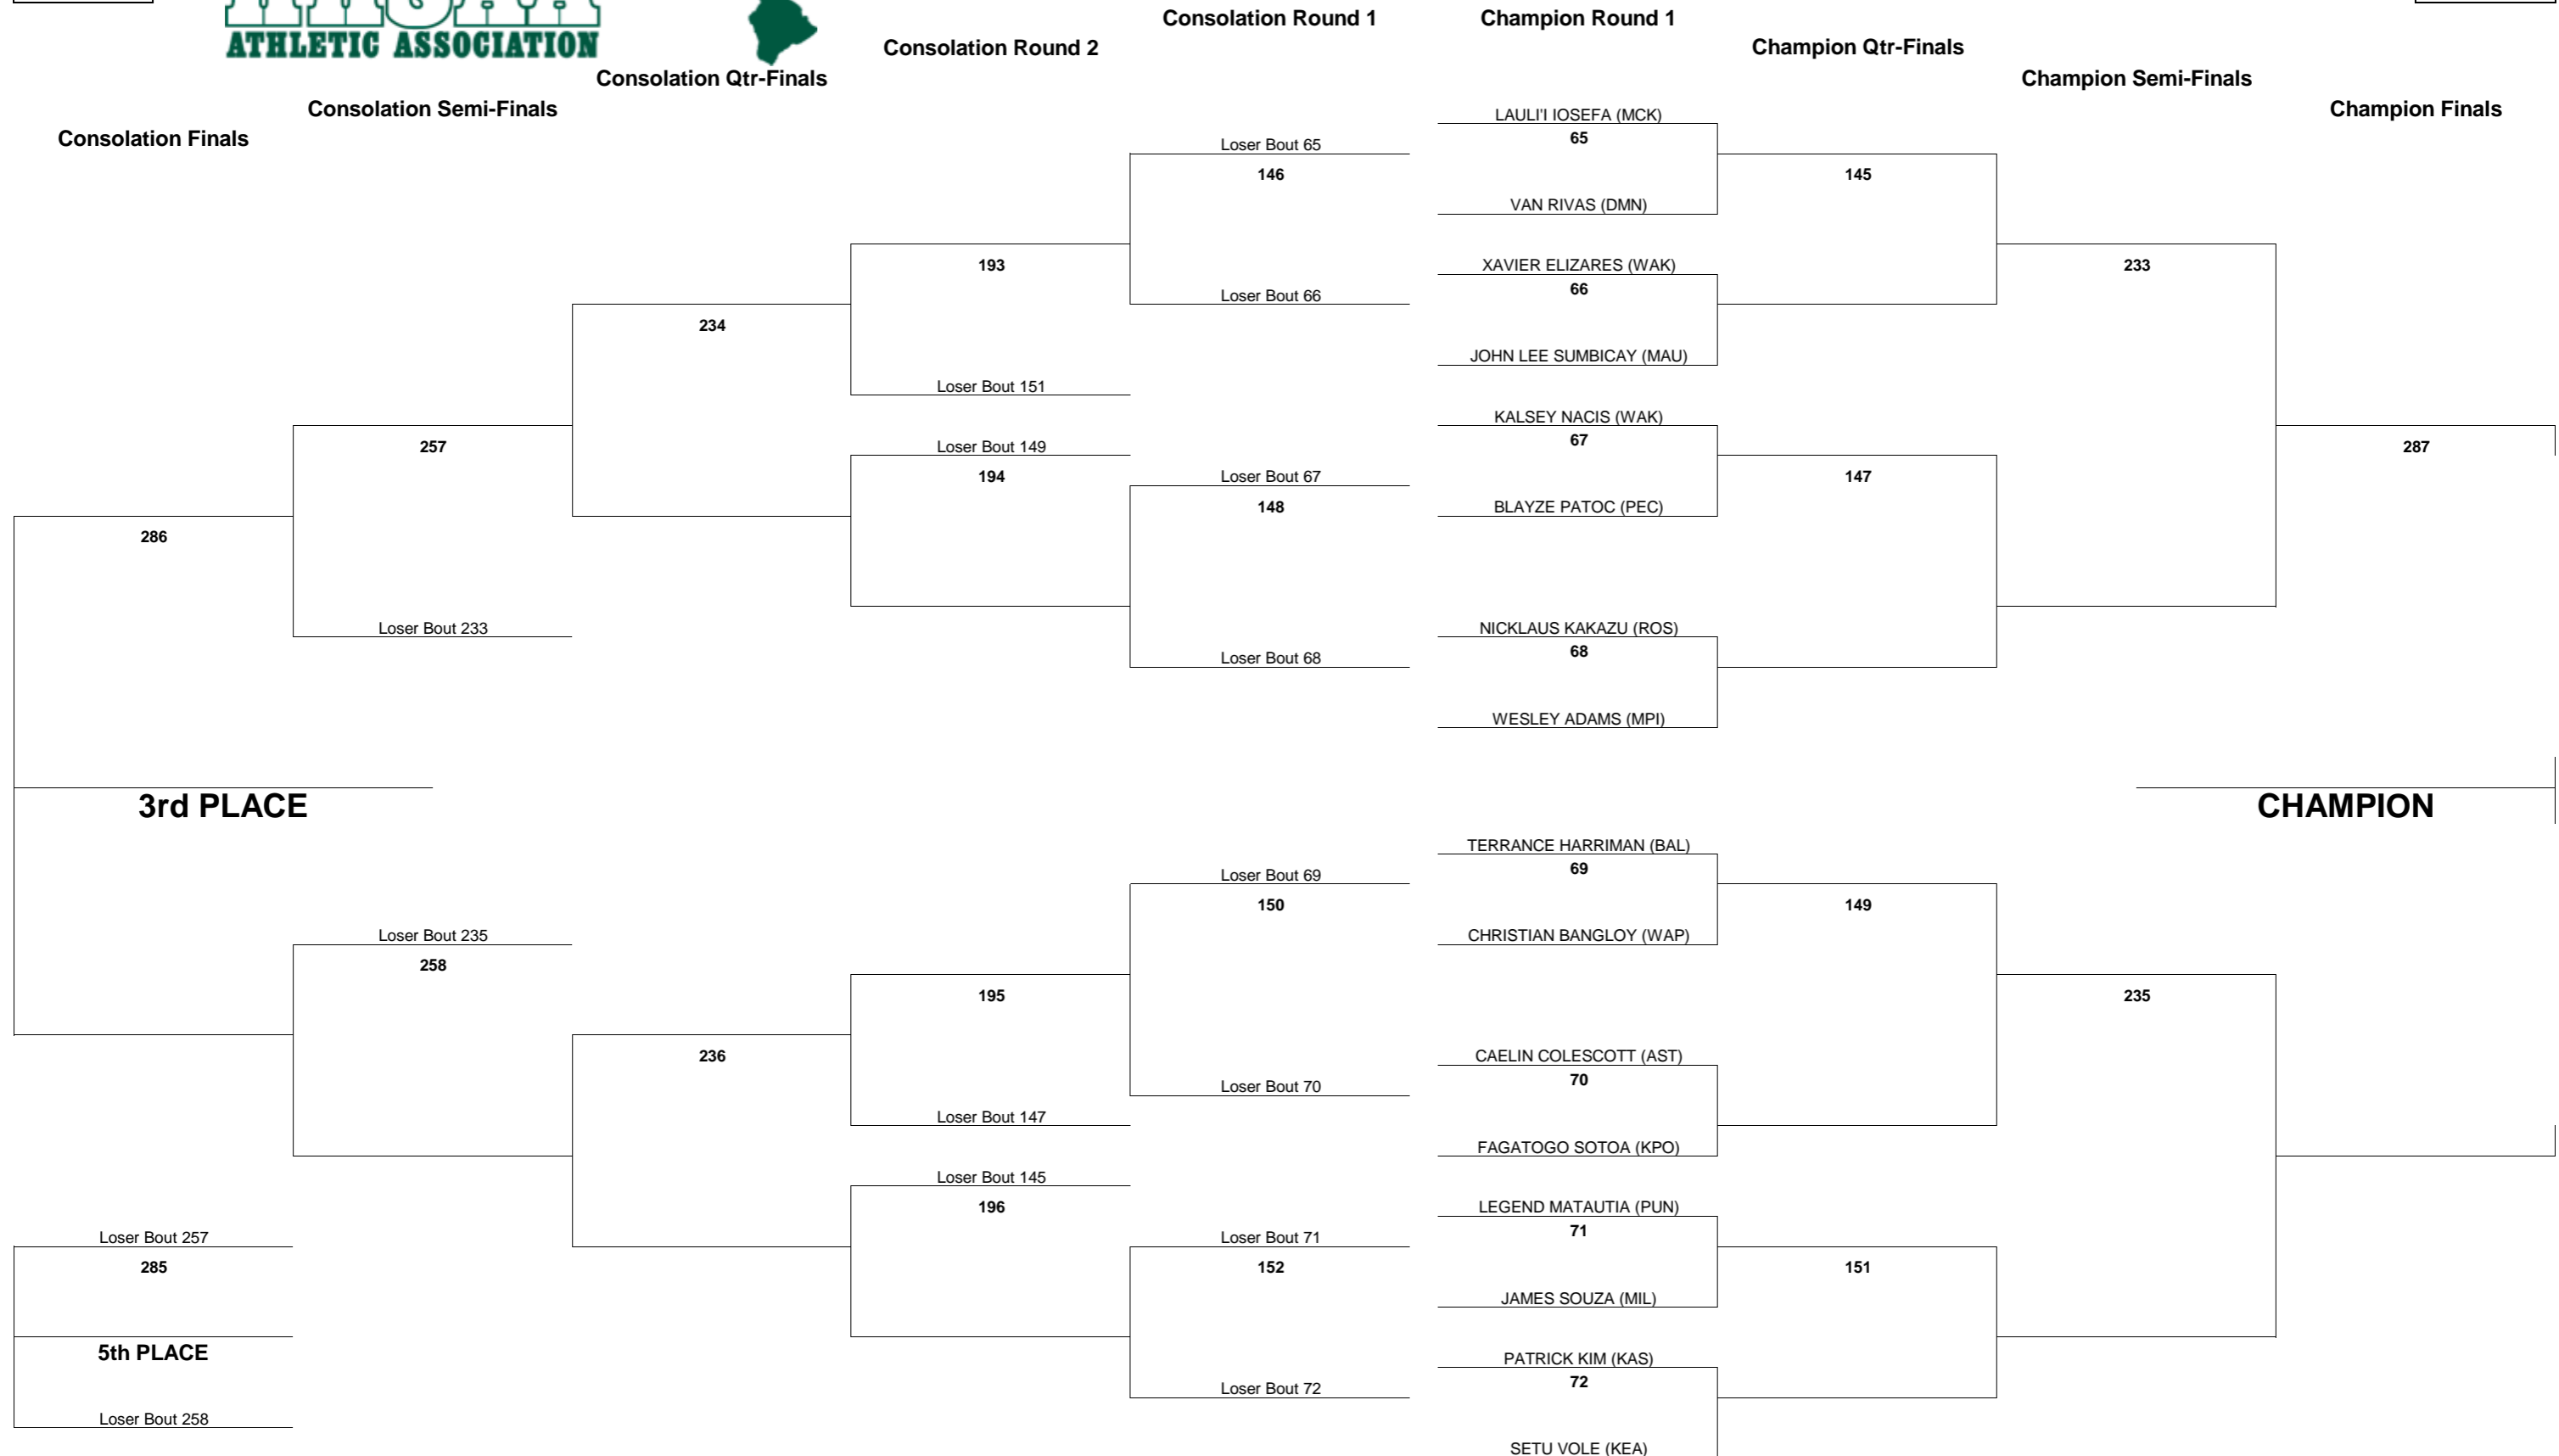 ATHLETIC ASSOCIATION
Consolation Round 1
Champion Round 1
Consolation Round 2
Champion Qtr-Finals
Consolation Qtr-Finals
Champion Semi-Finals
Consolation Semi-Finals
Champion Finals
Consolation Finals
LAULI'I IOSEFA (MCK)
65
Loser Bout 65
146
145
VAN RIVAS (DMN)
193
XAVIER ELIZARES (WAK)
233
66
Loser Bout 66
234
JOHN LEE SUMBICAY (MAU)
Loser Bout 151
KALSEY NACIS (WAK)
67
257
Loser Bout 149
287
194
Loser Bout 67
147
148
BLAYZE PATOC (PEC)
286
Loser Bout 233
NICKLAUS KAKAZU (ROS)
68
Loser Bout 68
WESLEY ADAMS (MPI)
3rd PLACE
CHAMPION
TERRANCE HARRIMAN (BAL)
69
Loser Bout 69
150
149
Loser Bout 235
CHRISTIAN BANGLOY (WAP)
258
195
235
236
CAELIN COLESCOTT (AST)
70
Loser Bout 70
Loser Bout 147
FAGATOGO SOTOA (KPO)
Loser Bout 145
196
LEGEND MATAUTIA (PUN)
71
Loser Bout 257
Loser Bout 71
285
152
151
JAMES SOUZA (MIL)
5th PLACE
PATRICK KIM (KAS)
72
Loser Bout 72
Loser Bout 258
SETU VOLE (KEA)